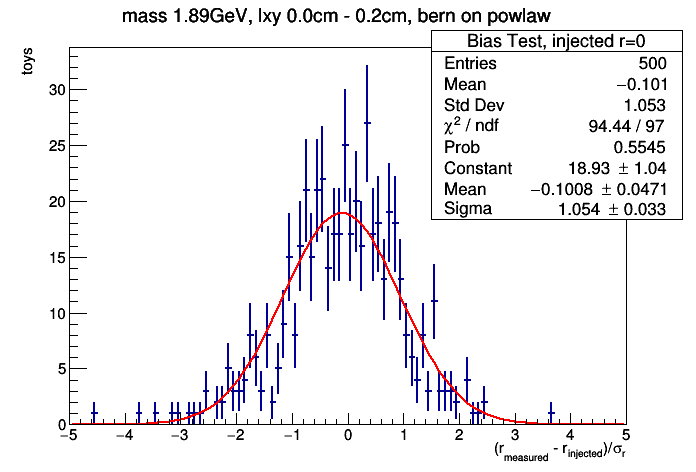 mass 1.89GeV, lxy 0.0cm - 0.2cm, bern on powlaw
Bias Test, injected r=0
Entries 500
Mean −0.101
Std Dev 1.053
χ² / ndf 94.44 / 97
Prob 0.5545
Constant 18.93 ± 1.04
Mean −0.1008 ± 0.0471
Sigma 1.054 ± 0.033
toys
30
25
20
15
10
5
0
−5 −4 −3 −2 −1 0 1 2 3 4 5
(r_measured - r_injected)/σ_r